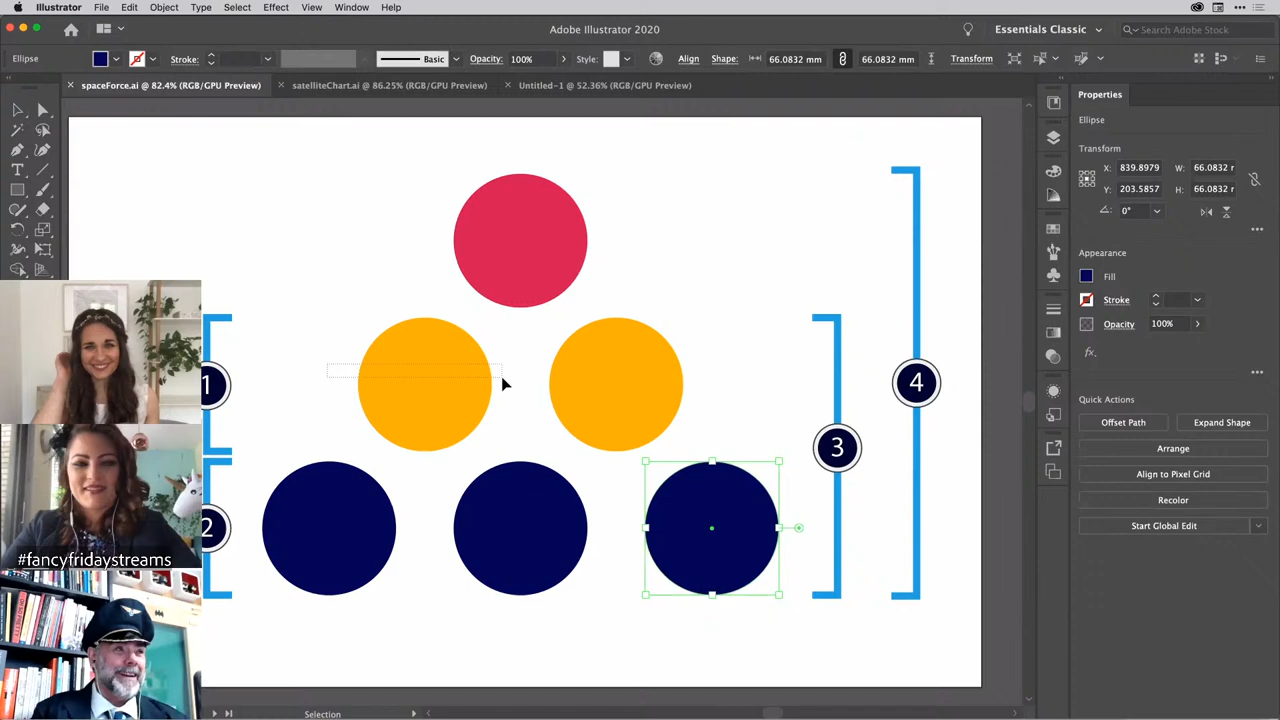 Illustrator File Edit Object Type Select Effect View Window Help
Adobe Illustrator 2020
Essentials Classic
Search Adobe Stock
Ellipse
Stroke:
Basic
Opacity: 100%
Style:
Align
Shape:
66.0832 mm
66.0832 mm
Transform
spaceForce.ai @ 82.4% (RGB/GPU Preview)
satelliteChart.ai @ 86.25% (RGB/GPU Preview)
Untitled-1 @ 52.36% (RGB/GPU Preview)
Properties
Ellipse
Transform
X: 839.8979 W: 66.0832 r
Y: 203.5857 H: 66.0832 r
0°
Appearance
Fill
Stroke
Opacity 100%
fx
Quick Actions
Offset Path Expand Shape
Arrange
Align to Pixel Grid
Recolor
Start Global Edit
1
2
3
4
#fancyfridaystreams
Selection